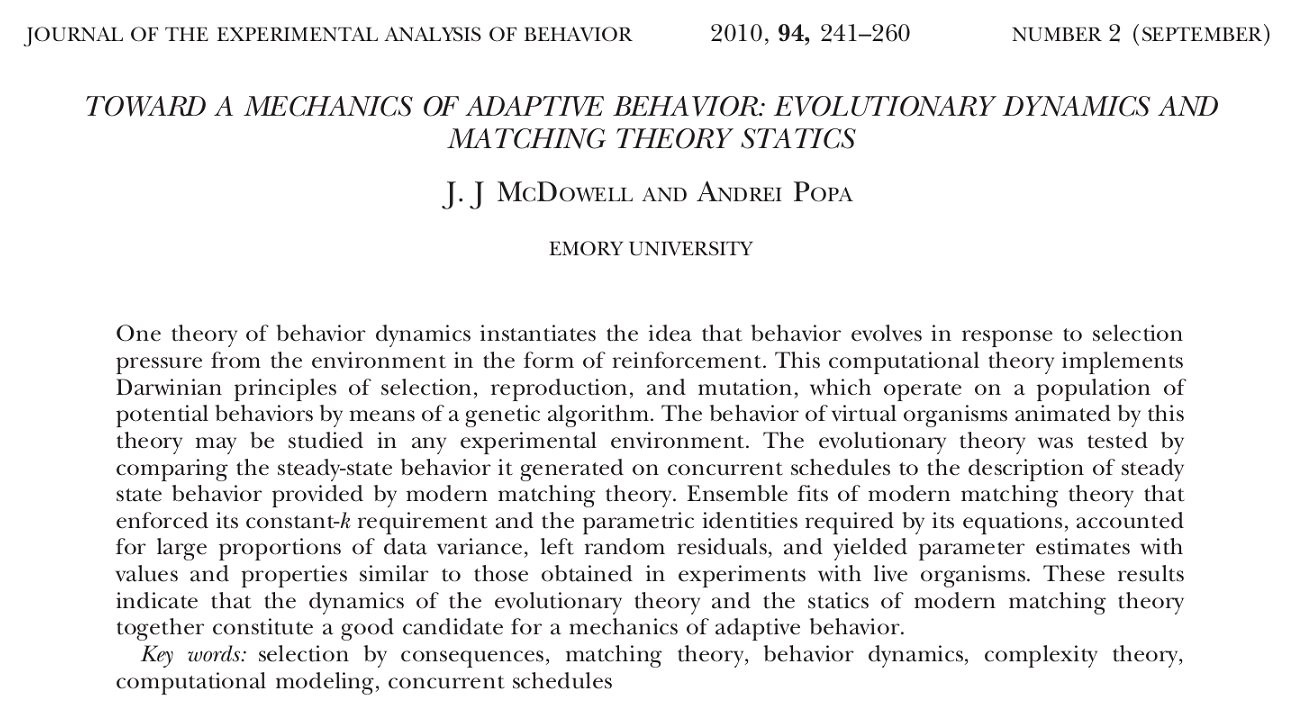 JOURNAL OF THE EXPERIMENTAL ANALYSIS OF BEHAVIOR 2010, 94, 241–260 NUMBER 2 (SEPTEMBER)
TOWARD A MECHANICS OF ADAPTIVE BEHAVIOR: EVOLUTIONARY DYNAMICS AND
MATCHING THEORY STATICS
J. J MCDOWELL AND ANDREI POPA
EMORY UNIVERSITY
One theory of behavior dynamics instantiates the idea that behavior evolves in response to selection
pressure from the environment in the form of reinforcement. This computational theory implements
Darwinian principles of selection, reproduction, and mutation, which operate on a population of
potential behaviors by means of a genetic algorithm. The behavior of virtual organisms animated by this
theory may be studied in any experimental environment. The evolutionary theory was tested by
comparing the steady-state behavior it generated on concurrent schedules to the description of steady
state behavior provided by modern matching theory. Ensemble fits of modern matching theory that
enforced its constant-k requirement and the parametric identities required by its equations, accounted
for large proportions of data variance, left random residuals, and yielded parameter estimates with
values and properties similar to those obtained in experiments with live organisms. These results
indicate that the dynamics of the evolutionary theory and the statics of modern matching theory
together constitute a good candidate for a mechanics of adaptive behavior.
Key words: selection by consequences, matching theory, behavior dynamics, complexity theory,
computational modeling, concurrent schedules